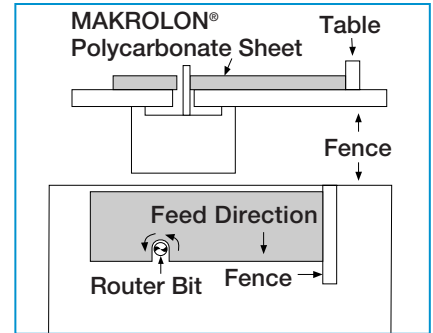 MAKROLON®
Polycarbonate Sheet
Table
Fence
Feed Direction
Router Bit
Fence